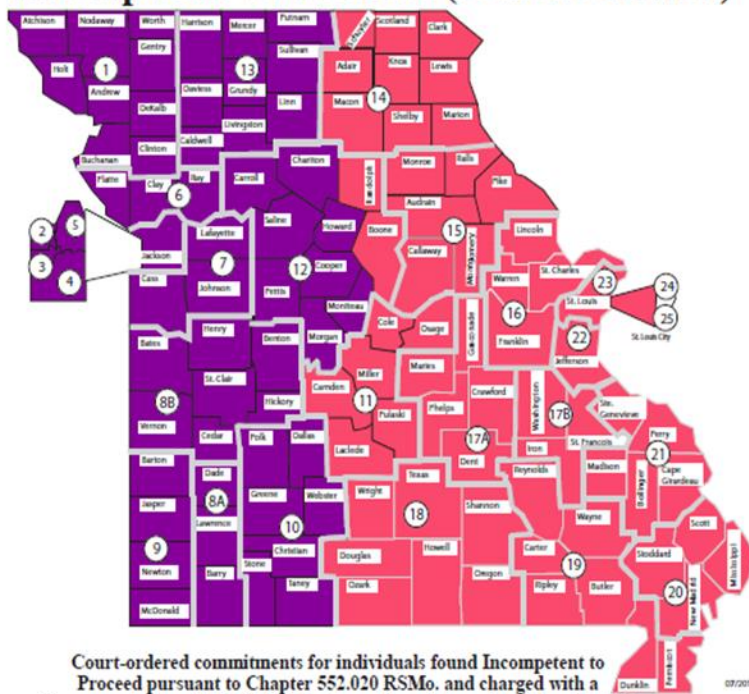 Atchison
Nodaway
Worth
Harrison
Mercer
Putnam
Schuyler
Scotland
Clark
Gentry
Sullivan
Holt
1
13
Adair
Knox
Lewis
Andrew
Daviess
Grundy
Linn
Macon
14
DeKalb
Shelby
Marion
Livingston
Buchanan
Clinton
Caldwell
Chariton
Monroe
Ralls
Platte
Clay
Ray
Carroll
Randolph
Pike
6
Audrain
2
5
Saline
Howard
Boone
Lincoln
Lafayette
15
3
4
Jackson
7
12
Cooper
Callaway
Montgomery
Warren
St. Charles
23
24
Cass
Johnson
Pettis
Moniteau
16
St. Louis
25
Cole
Osage
Gasconade
Franklin
22
St. Louis City
Bates
Henry
Benton
Morgan
Miller
Maries
Jefferson
St. Clair
Camden
Crawford
Washington
Hickory
11
Phelps
17B
Ste. Genevieve
8B
Pulaski
Vernon
Cedar
Polk
Dallas
Laclede
17A
Iron
St. Francois
Perry
Dent
21
Barton
Dade
Texas
Reynolds
Madison
Bollinger
Cape Girardeau
8A
Greene
Webster
Wright
Shannon
Jasper
Lawrence
10
18
Wayne
Scott
9
Christian
Douglas
Howell
Carter
Stoddard
Mississippi
Newton
Barry
Stone
Taney
Ozark
Oregon
Ripley
19
Butler
20
New Madrid
McDonald
Pemiscot
Dunklin
Court-ordered commitments for individuals found Incompetent to
Proceed pursuant to Chapter 552.020 RSMo. and charged with a